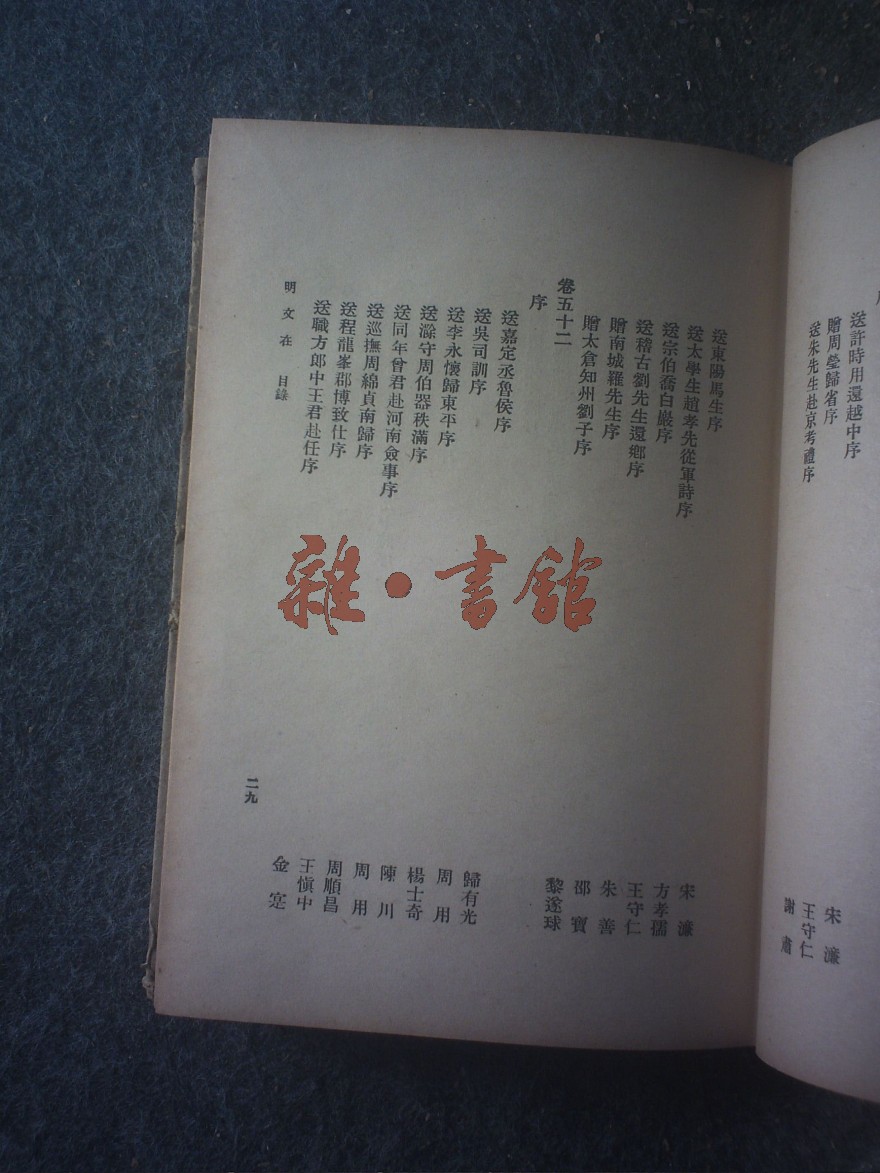 序
送許時用還越中序 宋濂
贈周瑩歸省序 王守仁
送朱先生赴京考禮序 謝肅
送東陽馬生序 宋濂
送太學生趙孝先從軍詩序 方孝孺
送宗伯喬白巖序 王守仁
送稽古劉先生還鄉序 朱善
贈南城羅先生序 邵寶
贈太倉知州劉子序 黎遂球
卷五十二
序
送嘉定丞魯侯序 歸有光
送吳司訓序 周用
送李永懷歸東平序 楊士奇
送滁守周伯器秩滿序 陳川
送同年曾君赴河南僉事序 周用
送巡撫周綿貞南歸序 周順昌
送程龍峯郡博致仕序 王慎中
送職方郎中王君赴任序 金寔
明文在 目錄
二九
雜・書館